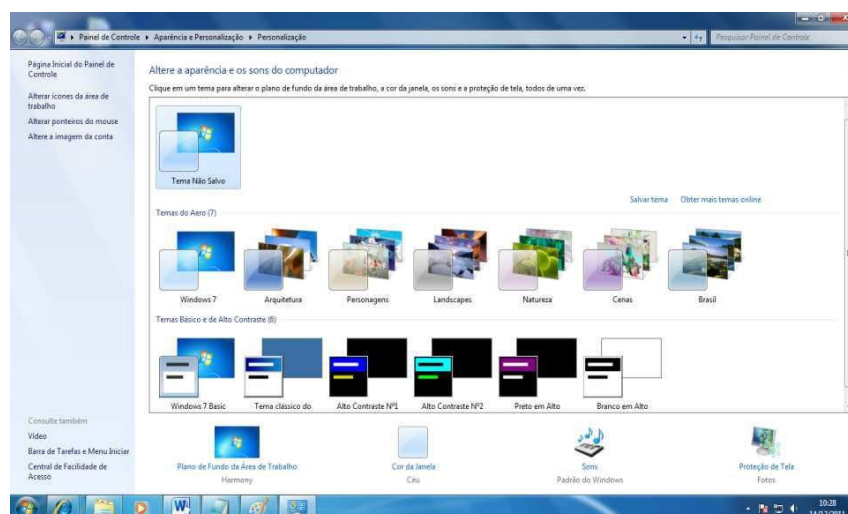 Painel de Controle ▸ Aparência e Personalização ▸ Personalização
Pesquisar Painel de Controle
Página Inicial do Painel de
Controle
Alterar ícones da área de
trabalho
Alterar ponteiros do mouse
Altere a imagem da conta
Altere a aparência e os sons do computador
Clique em um tema para alterar o plano de fundo da área de trabalho, a cor da janela, os sons e a proteção de tela, todos de uma vez.
Tema Não Salvo
Salvar tema Obter mais temas online
Temas do Aero (7)
Windows 7 Arquitetura Personagens Landscapes Natureza Cenas Brasil
Temas Básico e de Alto Contraste (6)
Windows 7 Basic Tema clássico do Alto Contraste Nº1 Alto Contraste Nº2 Preto em Alto Branco em Alto
Consulte também
Vídeo
Barra de Tarefas e Menu Iniciar
Central de Facilidade de
Acesso
Plano de Fundo da Área de Trabalho
Harmony
Cor da Janela
Céu
Sons
Padrão do Windows
Proteção de Tela
Fotos
10:28